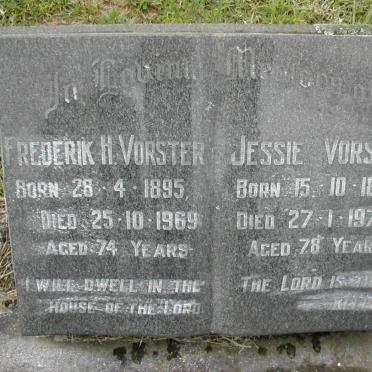 In Loving Memory of
FREDERIK H. VORSTER
BORN 28-4-1895
DIED 25-10-1969
AGED 74 YEARS
I WILL DWELL IN THE
HOUSE OF THE LORD
JESSIE VORS
BORN 15.10-18
DIED 27-1-197
AGED 78 YEAR
THE LORD IS